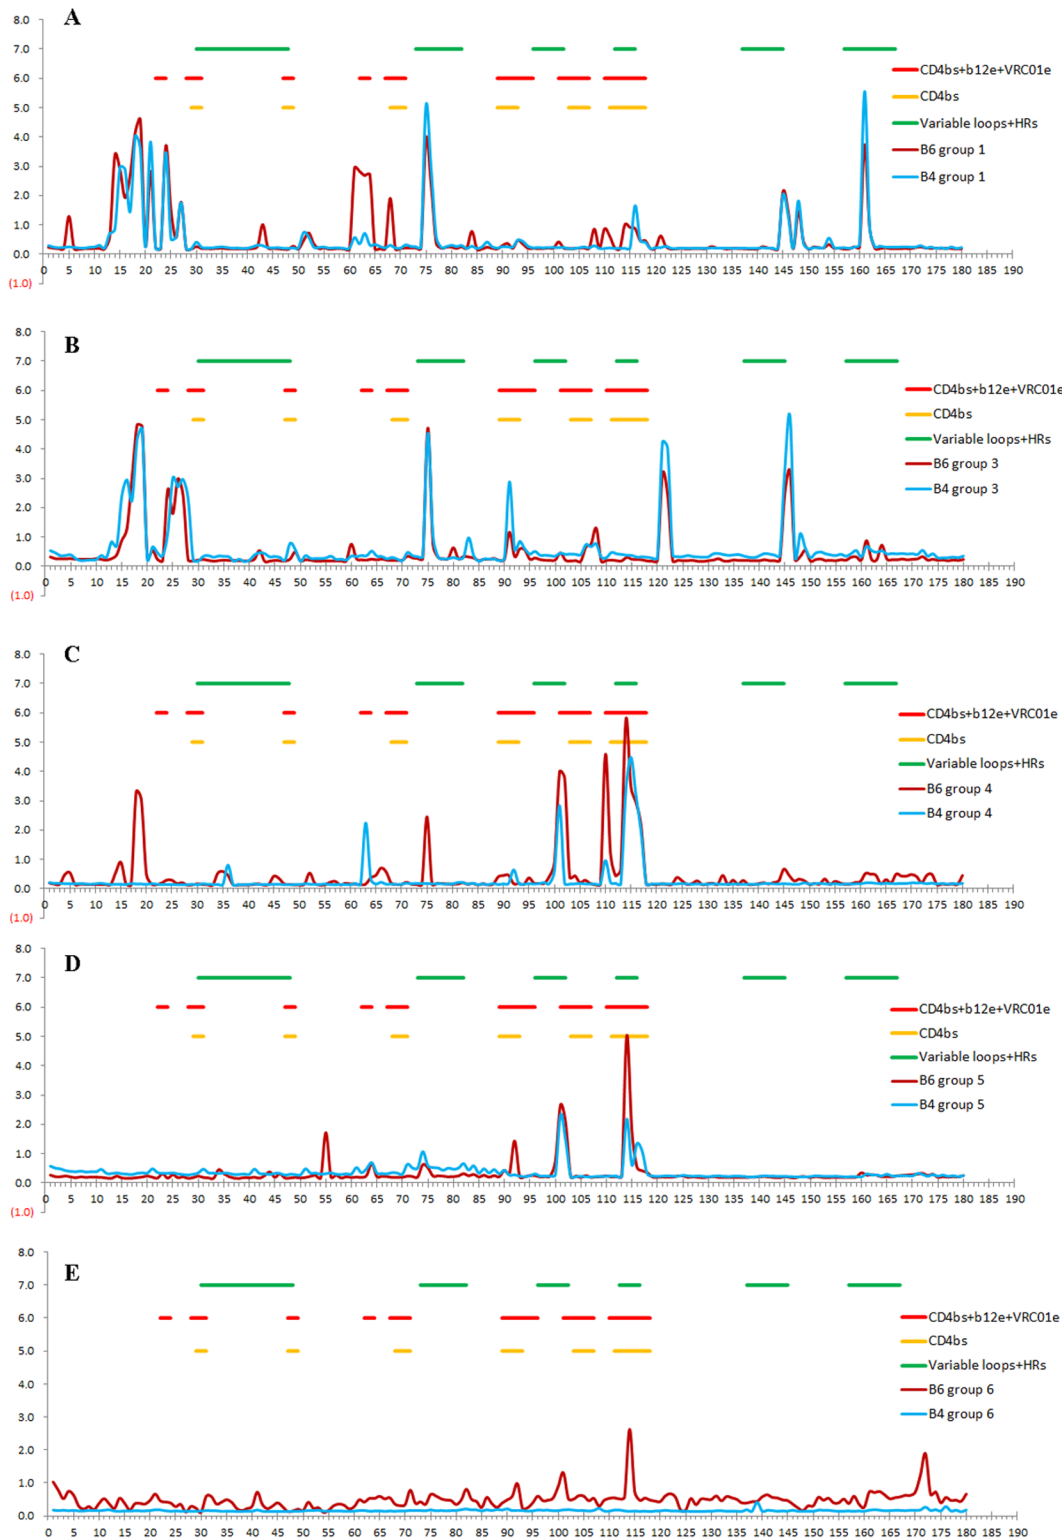 A
8.0
7.0
6.0
5.0
4.0
3.0
2.0
1.0
0.0
(1.0)
0 5 10 15 20 25 30 35 40 45 50 55 60 65 70 75 80 85 90 95 100 105 110 115 120 125 130 135 140 145 150 155 160 165 170 175 180 185 190
CD4bs+b12e+VRC01e
CD4bs
Variable loops+HRs
B6 group 1
B4 group 1
B
8.0
7.0
6.0
5.0
4.0
3.0
2.0
1.0
0.0
(1.0)
0 5 10 15 20 25 30 35 40 45 50 55 60 65 70 75 80 85 90 95 100 105 110 115 120 125 130 135 140 145 150 155 160 165 170 175 180 185 190
CD4bs+b12e+VRC01e
CD4bs
Variable loops+HRs
B6 group 3
B4 group 3
C
8.0
7.0
6.0
5.0
4.0
3.0
2.0
1.0
0.0
(1.0)
0 5 10 15 20 25 30 35 40 45 50 55 60 65 70 75 80 85 90 95 100 105 110 115 120 125 130 135 140 145 150 155 160 165 170 175 180 185 190
CD4bs+b12e+VRC01e
CD4bs
Variable loops+HRs
B6 group 4
B4 group 4
D
8.0
7.0
6.0
5.0
4.0
3.0
2.0
1.0
0.0
(1.0)
0 5 10 15 20 25 30 35 40 45 50 55 60 65 70 75 80 85 90 95 100 105 110 115 120 125 130 135 140 145 150 155 160 165 170 175 180 185 190
CD4bs+b12e+VRC01e
CD4bs
Variable loops+HRs
B6 group 5
B4 group 5
E
8.0
7.0
6.0
5.0
4.0
3.0
2.0
1.0
0.0
0 5 10 15 20 25 30 35 40 45 50 55 60 65 70 75 80 85 90 95 100 105 110 115 120 125 130 135 140 145 150 155 160 165 170 175 180 185 190
CD4bs+b12e+VRC01e
CD4bs
Variable loops+HRs
B6 group 6
B4 group 6